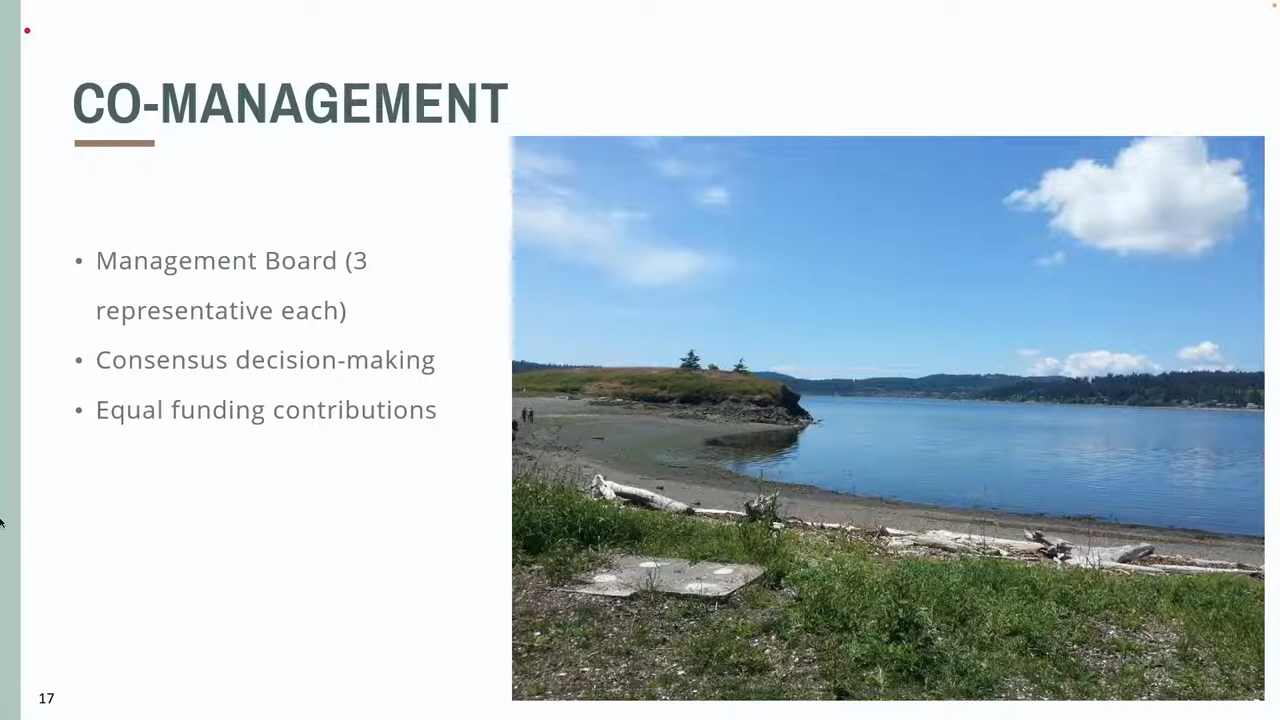 CO-MANAGEMENT
• Management Board (3
representative each)
• Consensus decision-making
• Equal funding contributions
17